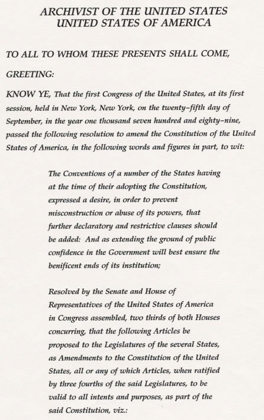 ARCHIVIST OF THE UNITED STATES
UNITED STATES OF AMERICA
TO ALL TO WHOM THESE PRESENTS SHALL COME,
GREETING:
KNOW YE, That the first Congress of the United States, at its first
session, held in New York, New York, on the twenty-fifth day of
September, in the year one thousand seven hundred and eighty-nine,
passed the following resolution to amend the Constitution of the United
States of America, in the following words and figures in part, to wit:
The Conventions of a number of the States having
at the time of their adopting the Constitution,
expressed a desire, in order to prevent
misconstruction or abuse of its powers, that
further declaratory and restrictive clauses should
be added: And as extending the ground of public
confidence in the Government will best ensure the
benificent ends of its institution;
Resolved by the Senate and House of
Representatives of the United States of America
in Congress assembled, two thirds of both Houses
concurring, that the following Articles be
proposed to the Legislatures of the several States,
as Amendments to the Constitution of the United
States, all or any of which Articles, when ratified
by three fourths of the said Legislatures, to be
valid to all intents and purposes, as part of the
said Constitution, viz.: